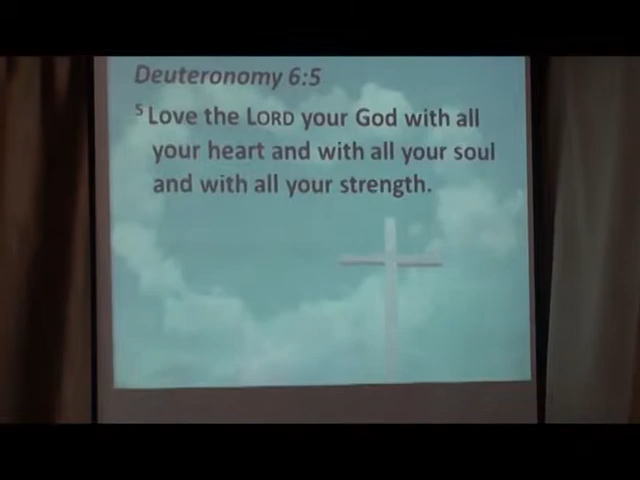 Deuteronomy 6:5
5 Love the LORD your God with all
your heart and with all your soul
and with all your strength.